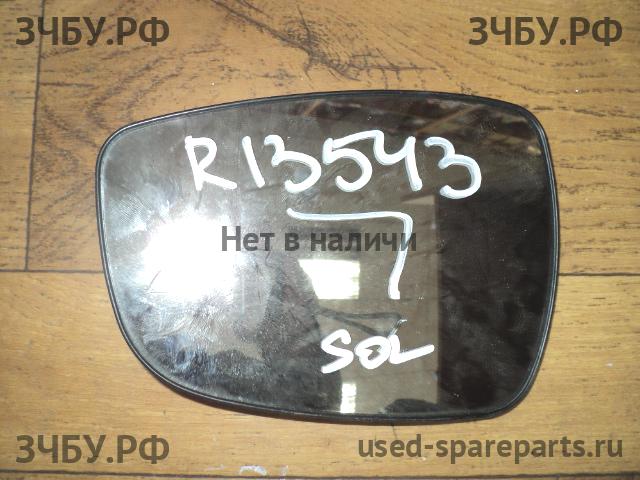 ЗЧБУ.РФ ЗЧБУ.РФ
R13543
Нет в наличи
SOL
ЗЧБУ.РФ used-spareparts.ru